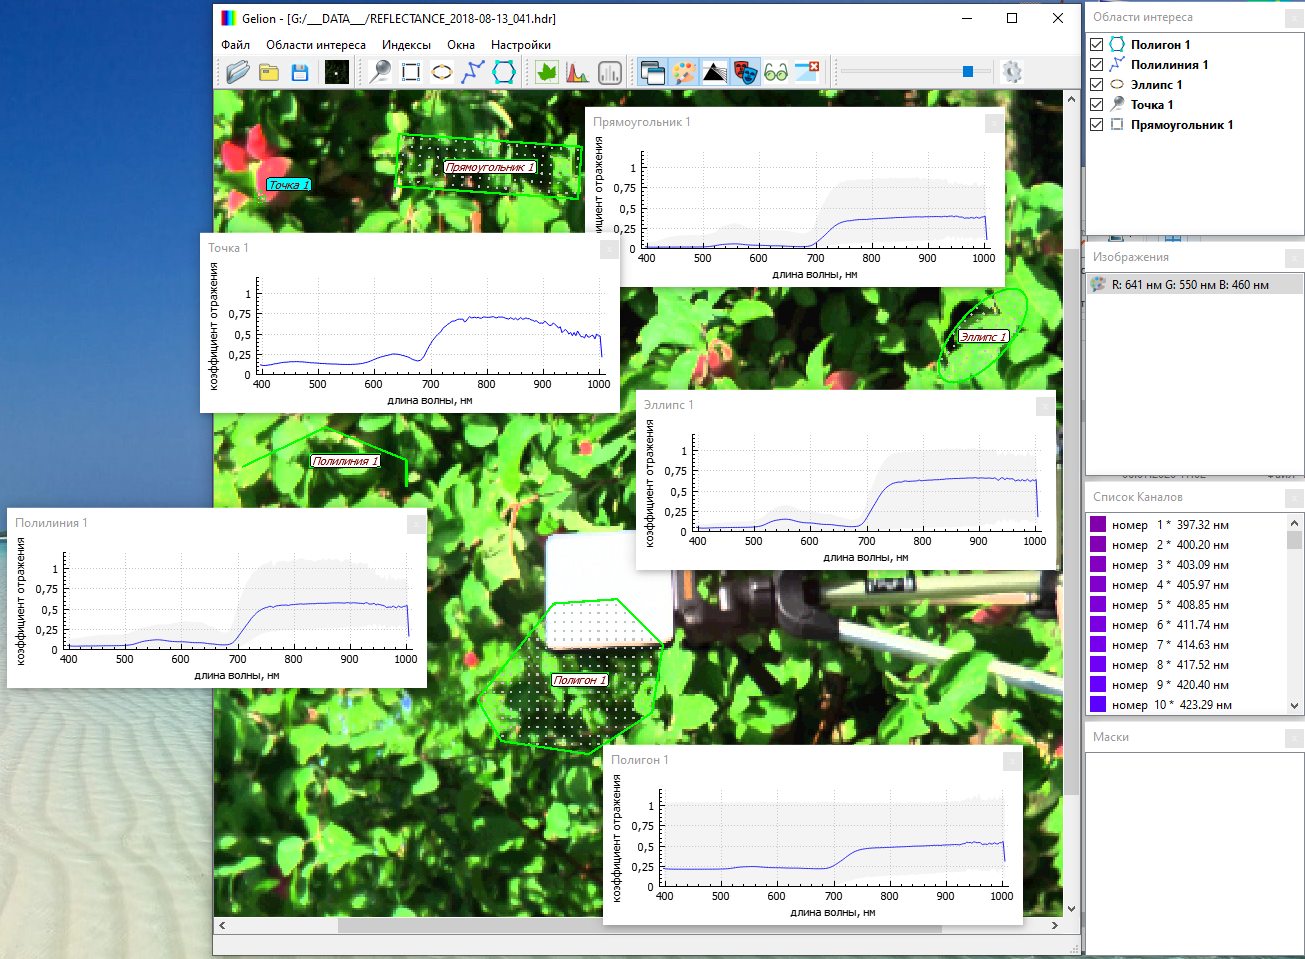 Gelion - [G:/__DATA__/REFLECTANCE_2018-08-13_041.hdr]
Файл Области интереса Индексы Окна Настройки
Точка 1
Прямоугольник 1
Эллипс 1
Полилиния 1
Полигон 1
Прямоугольник 1
коэффициент отражения
1
0,75
0,5
0,25
0
400 500 600 700 800 900 1000
длина волны, нм
Точка 1
коэффициент отражения
1
0,75
0,5
0,25
0
400 500 600 700 800 900 1000
длина волны, нм
Эллипс 1
коэффициент отражения
1
0,75
0,5
0,25
0
400 500 600 700 800 900 1000
длина волны, нм
Полилиния 1
коэффициент отражения
1
0,75
0,5
0,25
0
400 500 600 700 800 900 1000
длина волны, нм
Полигон 1
коэффициент отражения
1
0,75
0,5
0,25
0
400 500 600 700 800 900 1000
длина волны, нм
Области интереса
Полигон 1
Полилиния 1
Эллипс 1
Точка 1
Прямоугольник 1
Изображения
R: 641 нм G: 550 нм B: 460 нм
Список Каналов
номер 1 * 397.32 нм
номер 2 * 400.20 нм
номер 3 * 403.09 нм
номер 4 * 405.97 нм
номер 5 * 408.85 нм
номер 6 * 411.74 нм
номер 7 * 414.63 нм
номер 8 * 417.52 нм
номер 9 * 420.40 нм
номер 10 * 423.29 нм
Маски